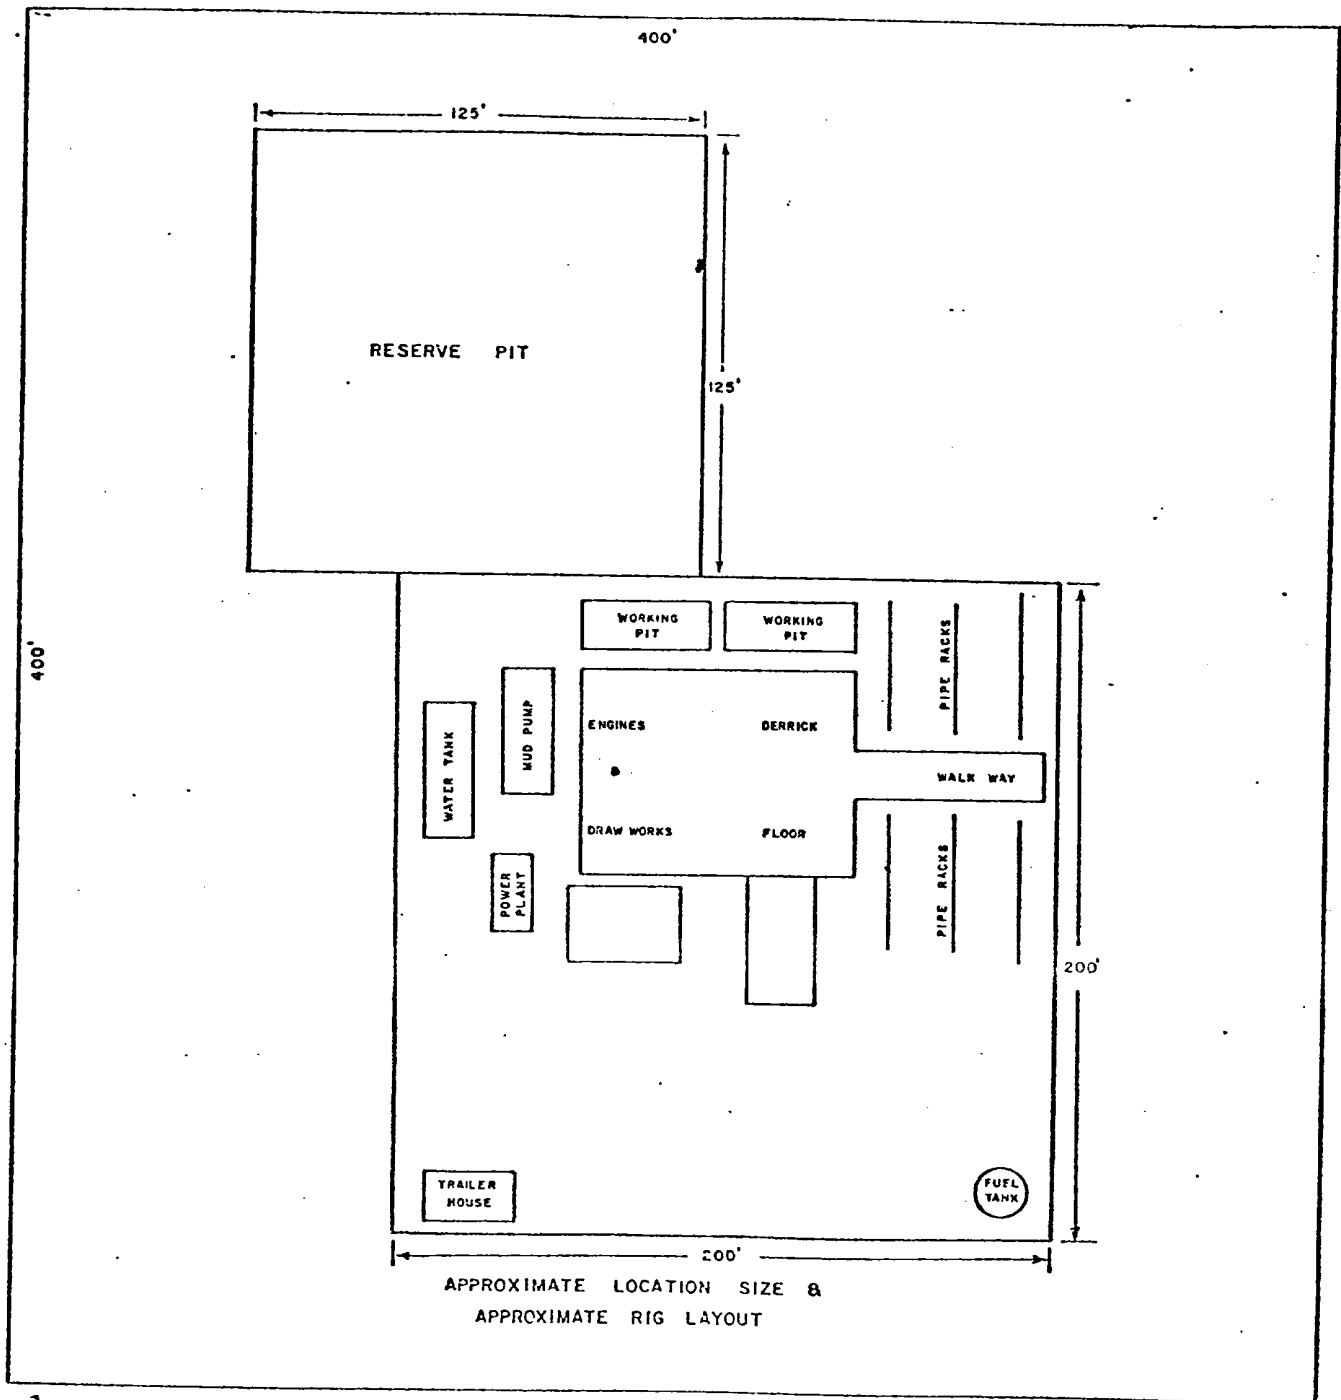 400'
125'
RESERVE PIT
125'
400'
WORKING
PIT
WORKING
PIT
PIPE RACKS
MUD PUMP
WATER TANK
ENGINES
DERRICK
WALK WAY
DRAW WORKS
FLOOR
POWER
PLANT
PIPE RACKS
200'
TRAILER
HOUSE
FUEL
TANK
200'
APPROXIMATE LOCATION SIZE &
APPROXIMATE RIG LAYOUT